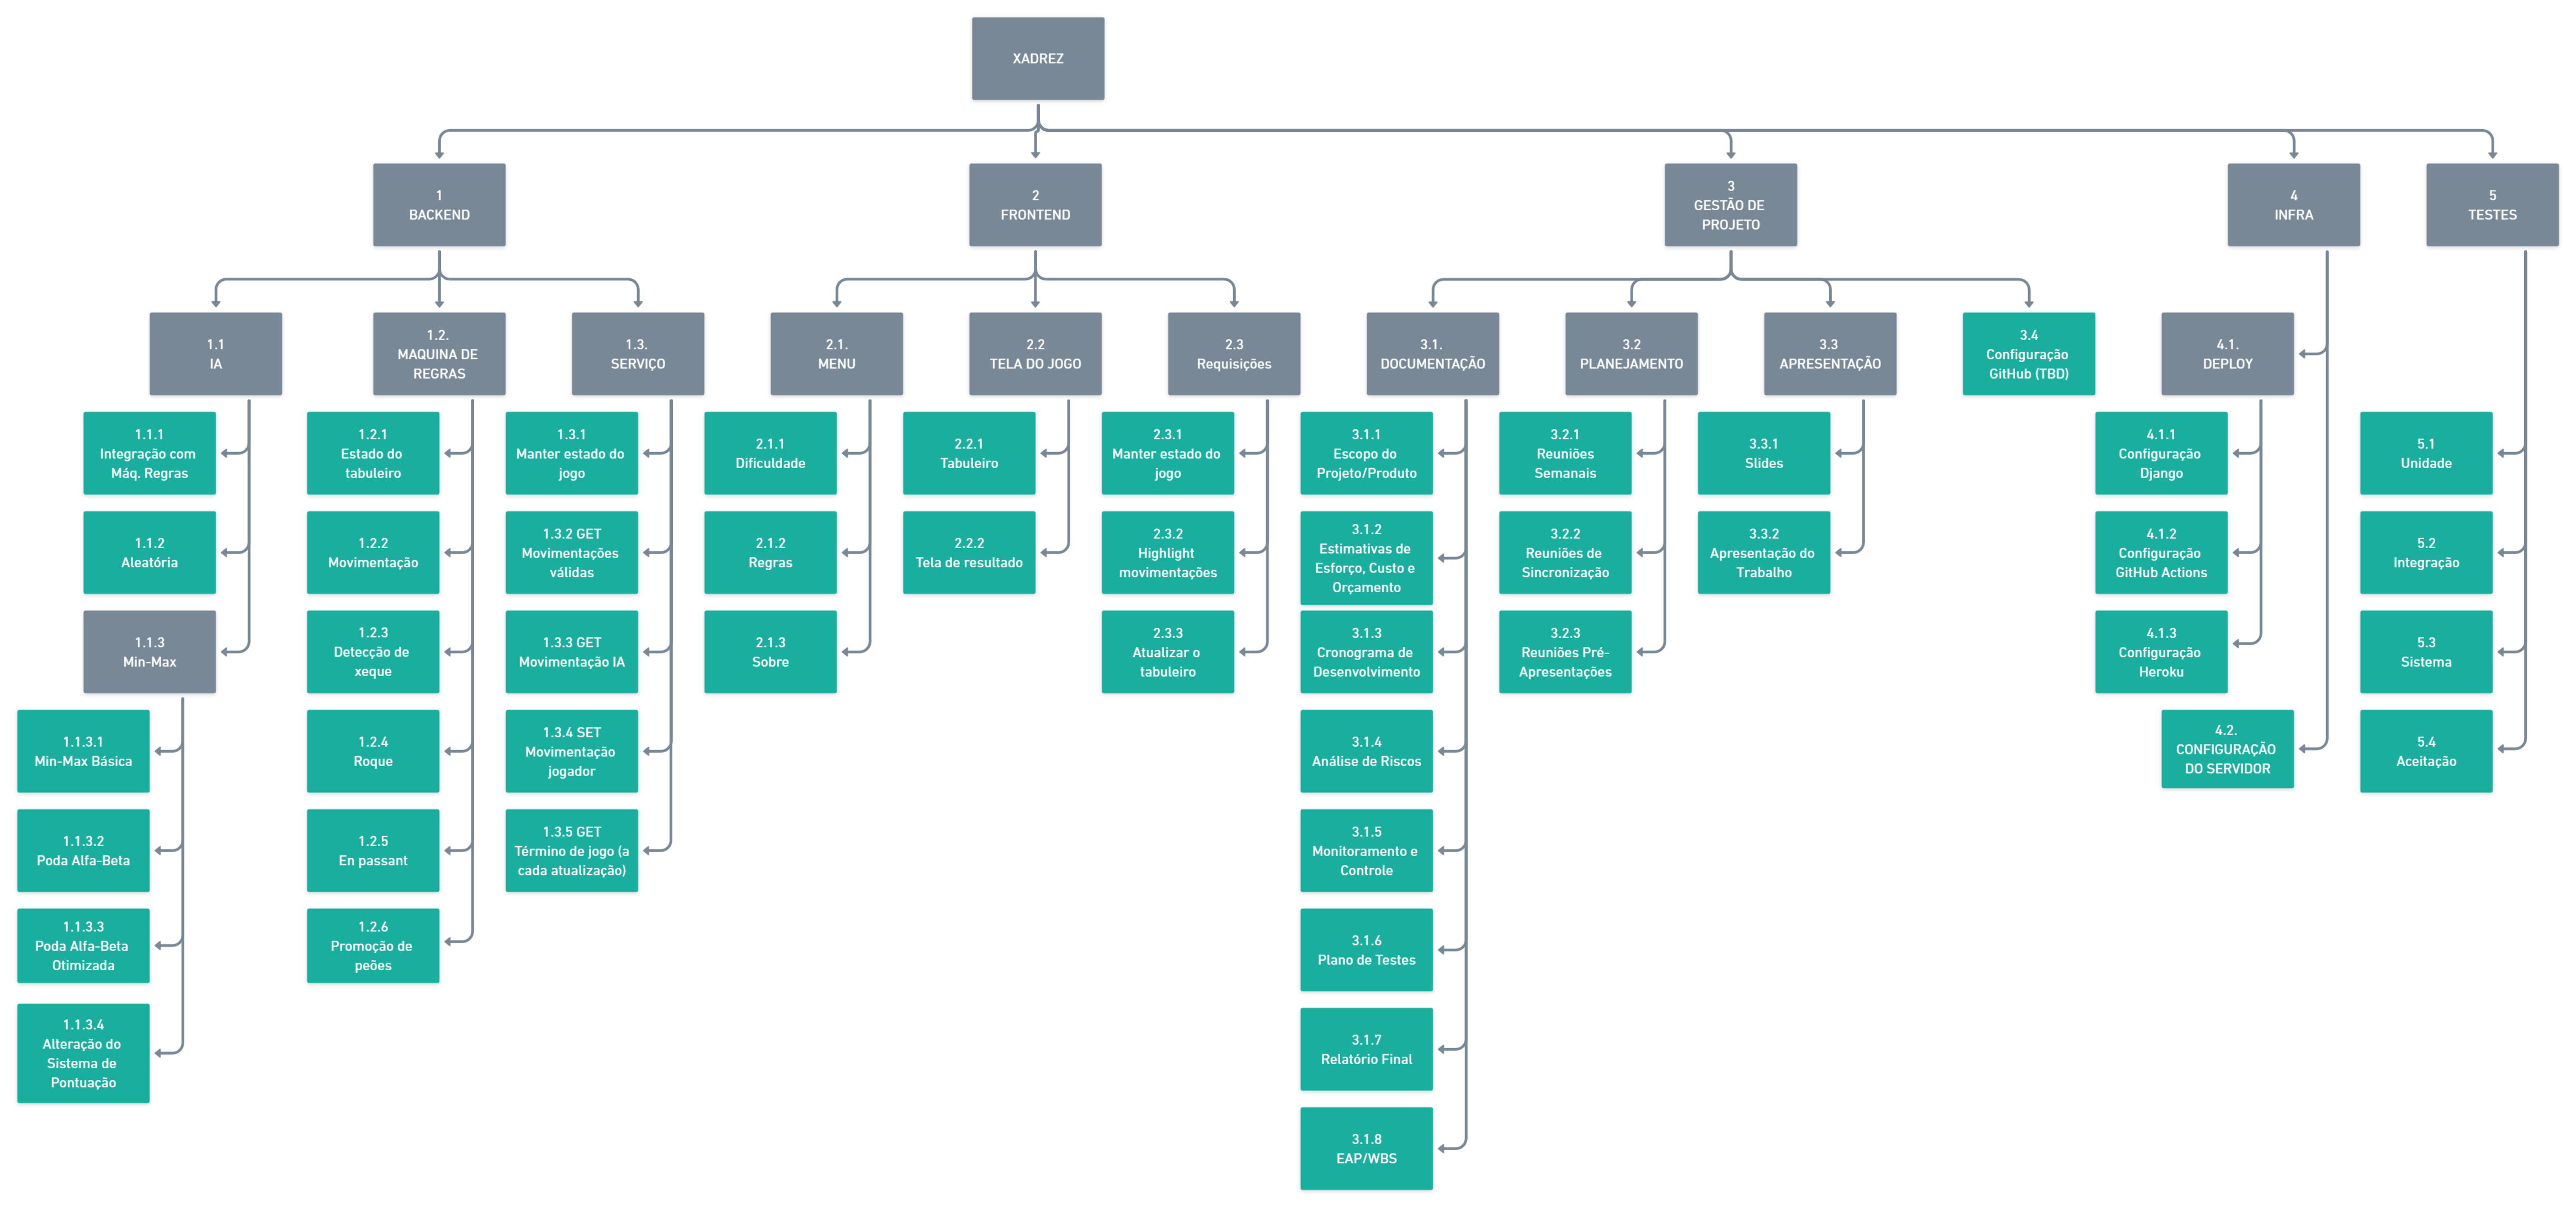 XADREZ
1
BACKEND
2
FRONTEND
3
GESTÃO DE
PROJETO
4
INFRA
5
TESTES
1.1
IA
1.2.
MAQUINA DE
REGRAS
1.3.
SERVIÇO
2.1.
MENU
2.2
TELA DO JOGO
2.3
Requisições
3.1.
DOCUMENTAÇÃO
3.2
PLANEJAMENTO
3.3
APRESENTAÇÃO
3.4
Configuração
GitHub (TBD)
4.1.
DEPLOY
1.1.1
Integração com
Máq. Regras
1.1.2
Aleatória
1.1.3
Min-Max
1.1.3.1
Min-Max Básica
1.1.3.2
Poda Alfa-Beta
1.1.3.3
Poda Alfa-Beta
Otimizada
1.1.3.4
Alteração do
Sistema de
Pontuação
1.2.1
Estado do
tabuleiro
1.2.2
Movimentação
1.2.3
Detecção de
xeque
1.2.4
Roque
1.2.5
En passant
1.2.6
Promoção de
peões
1.3.1
Manter estado do
jogo
1.3.2 GET
Movimentações
válidas
1.3.3 GET
Movimentação IA
1.3.4 SET
Movimentação
jogador
1.3.5 GET
Término de jogo (a
cada atualização)
2.1.1
Dificuldade
2.1.2
Regras
2.1.3
Sobre
2.2.1
Tabuleiro
2.2.2
Tela de resultado
2.3.1
Manter estado do
jogo
2.3.2
Highlight
movimentações
2.3.3
Atualizar o
tabuleiro
3.1.1
Escopo do
Projeto/Produto
3.1.2
Estimativas de
Esforço, Custo e
Orçamento
3.1.3
Cronograma de
Desenvolvimento
3.1.4
Análise de Riscos
3.1.5
Monitoramento e
Controle
3.1.6
Plano de Testes
3.1.7
Relatório Final
3.1.8
EAP/WBS
3.2.1
Reuniões
Semanais
3.2.2
Reuniões de
Sincronização
3.2.3
Reuniões Pré-
Apresentações
3.3.1
Slides
3.3.2
Apresentação do
Trabalho
4.1.1
Configuração
Django
4.1.2
Configuração
GitHub Actions
4.1.3
Configuração
Heroku
4.2.
CONFIGURAÇÃO
DO SERVIDOR
5.1
Unidade
5.2
Integração
5.3
Sistema
5.4
Aceitação